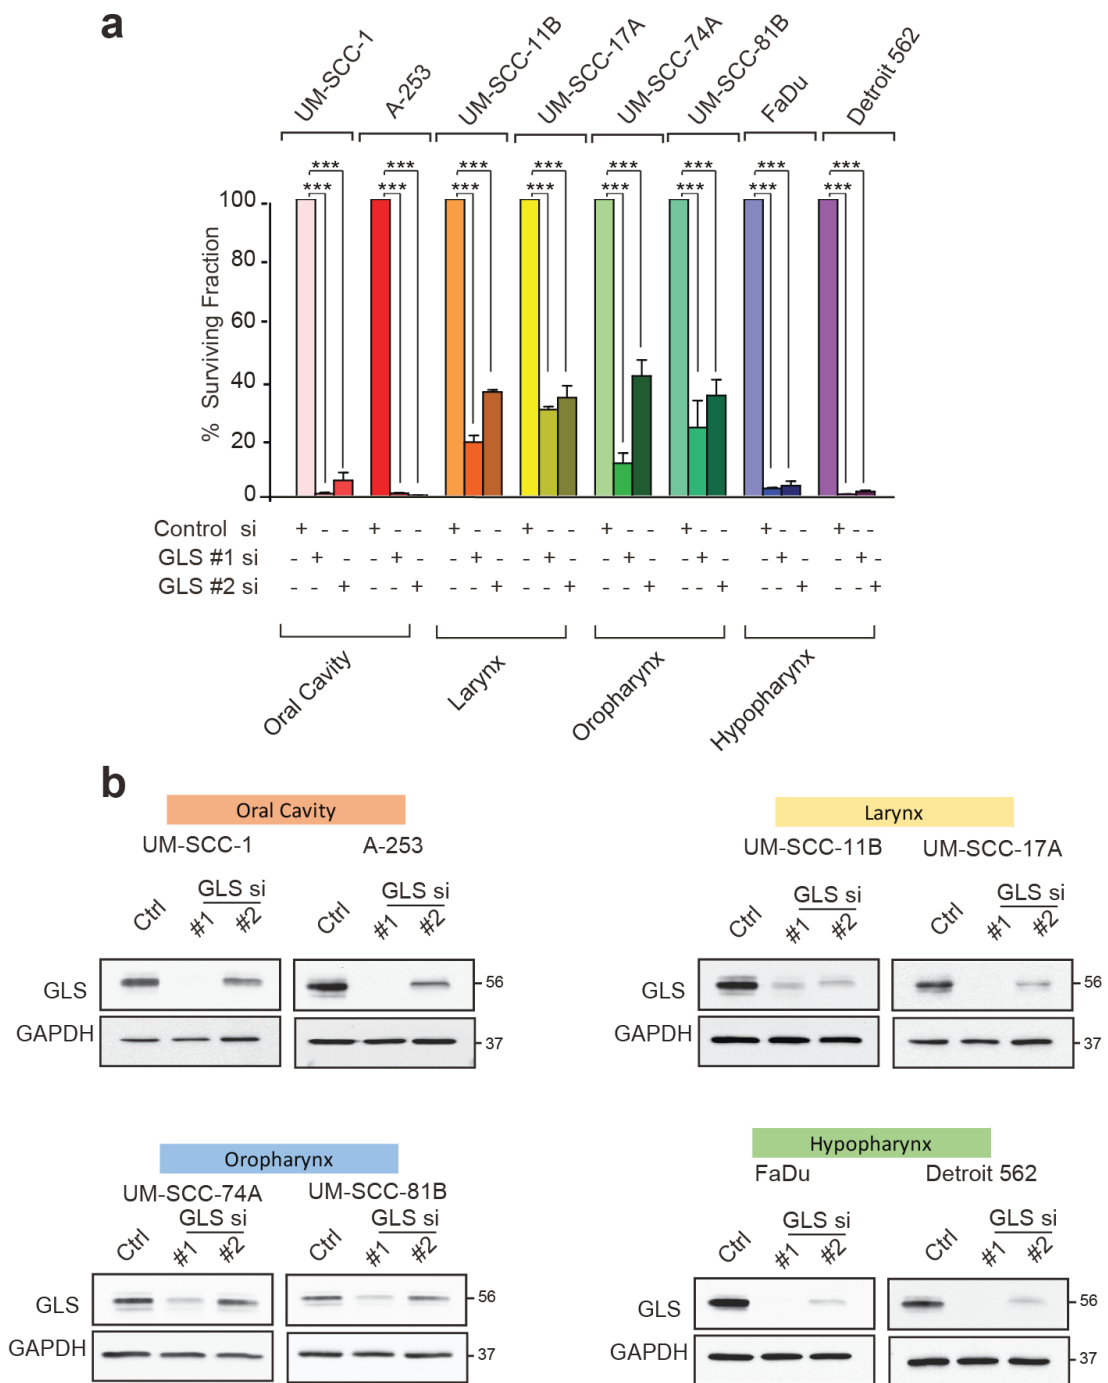 a
UM-SCC-1 A-253 UM-SCC-11B UM-SCC-17A UM-SCC-74A UM-SCC-81B FaDu Detroit 562
*** *** *** *** *** *** *** ***
*** *** *** *** *** *** *** ***
% Surviving Fraction
100
80
60
40
20
0
Control si + - - + - - + - - + - - + - - + - - + - - + - -
GLS #1 si - + - - + - - + - - + - - + - - + - - + - - + -
GLS #2 si - - + - - + - - + - - + - - + - - + - - + - - +
Oral Cavity Larynx Oropharynx Hypopharynx
b
Oral Cavity
UM-SCC-1 A-253
GLS si GLS si
Ctrl #1 #2 Ctrl #1 #2
GLS 56
GAPDH 37
Larynx
UM-SCC-11B UM-SCC-17A
GLS si GLS si
Ctrl #1 #2 Ctrl #1 #2
GLS 56
GAPDH 37
Oropharynx
UM-SCC-74A UM-SCC-81B
GLS si GLS si
Ctrl #1 #2 Ctrl #1 #2
GLS 56
GAPDH 37
Hypopharynx
FaDu Detroit 562
GLS si GLS si
Ctrl #1 #2 Ctrl #1 #2
GLS 56
GAPDH 37